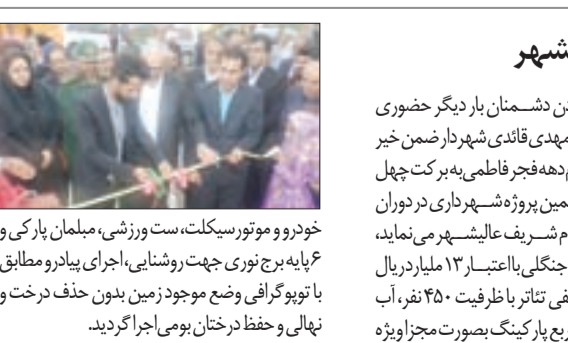 شهر
دن دشمنان بار دیگر حضوری
مهدی قائدی شهردار ضمن خیر
دهه فجر فاطمی به برکت چهل
مین پروژه شهرداری در دوران
م شریف عالیشهر می‌نماید،
جنگلی با اعتبار ۱۳ میلیارد ریال
فی تئاتر با ظرفیت ۴۵۰ نفر، آب
ربع پارکینگ بصورت مجزا ویژه
خودرو و موتورسیکلت، ست ورزشی، مبلمان پارکی و
۶ پایه برج نوری جهت روشنایی، اجرای پیادرو مطابق
با توپوگرافی وضع موجود زمین بدون حذف درخت و
نهالی و حفظ درختان بومی اجرا گردید.